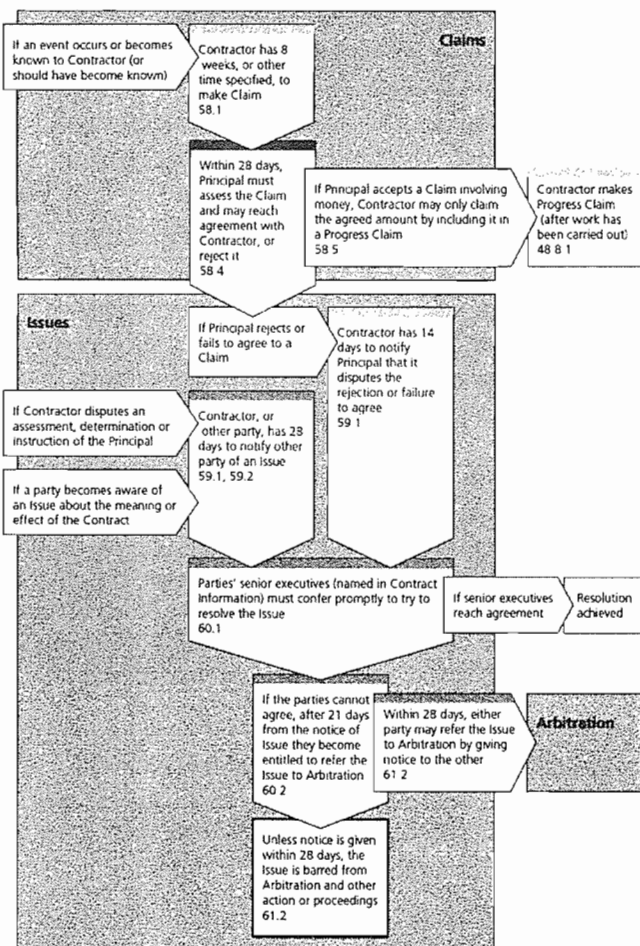 Claims
If an event occurs or becomes
known to Contractor (or
should have become known)
Contractor has 8
weeks, or other
time specified, to
make Claim
58.1
Within 28 days,
Principal must
assess the Claim
and may reach
agreement with
Contractor, or
reject it
58 4
If Principal accepts a Claim involving
money, Contractor may only claim
the agreed amount by including it in
a Progress Claim
58 5
Contractor makes
Progress Claim
(after work has
been carried out)
48 8 1
Issues
If Principal rejects or
fails to agree to a
Claim
Contractor has 14
days to notify
Principal that it
disputes the
rejection or failure
to agree
59 1
If Contractor disputes an
assessment, determination or
instruction of the Principal
Contractor, or
other party, has 28
days to notify other
party of an Issue
59.1, 59.2
If a party becomes aware of
an Issue about the meaning or
effect of the Contract
Parties' senior executives (named in Contract
Information) must confer promptly to try to
resolve the Issue
60.1
If senior executives
reach agreement
Resolution
achieved
If the parties cannot
agree, after 21 days
from the notice of
Issue they become
entitled to refer the
Issue to Arbitration
60 2
Within 28 days, either
party may refer the Issue
to Arbitration by giving
notice to the other
61 2
Arbitration
Unless notice is given
within 28 days, the
Issue is barred from
Arbitration and other
action or proceedings
61.2